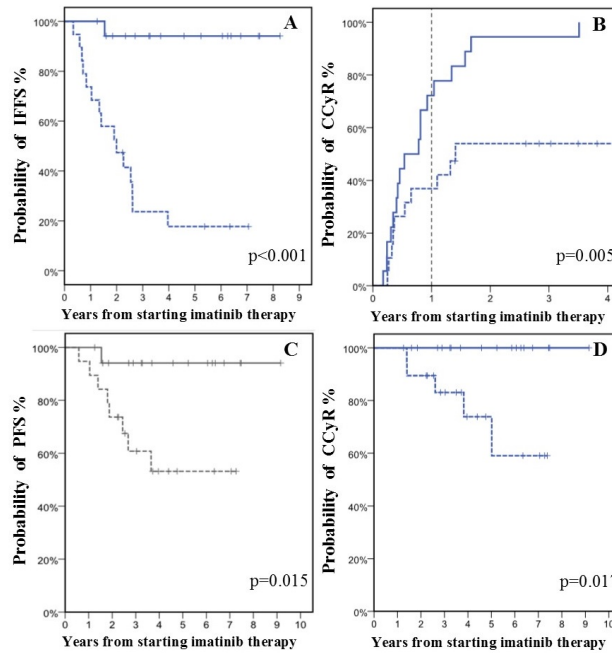 A
Probability of IFFS %
100%
80%
60%
40%
20%
0%
0 1 2 3 4 5 6 7 8 9
p<0.001
Years from starting imatinib therapy
B
Probability of CCyR %
100%
80%
60%
40%
20%
0%
0 1 2 3 4
p=0.005
Years from starting imatinib therapy
C
Probability of PFS %
100%
80%
60%
40%
20%
0%
0 1 2 3 4 5 6 7 8 9 10
p=0.015
Years from starting imatinib therapy
D
Probability of CCyR %
100%
80%
60%
40%
20%
0%
0 1 2 3 4 5 6 7 8 9 10
p=0.017
Years from starting imatinib therapy